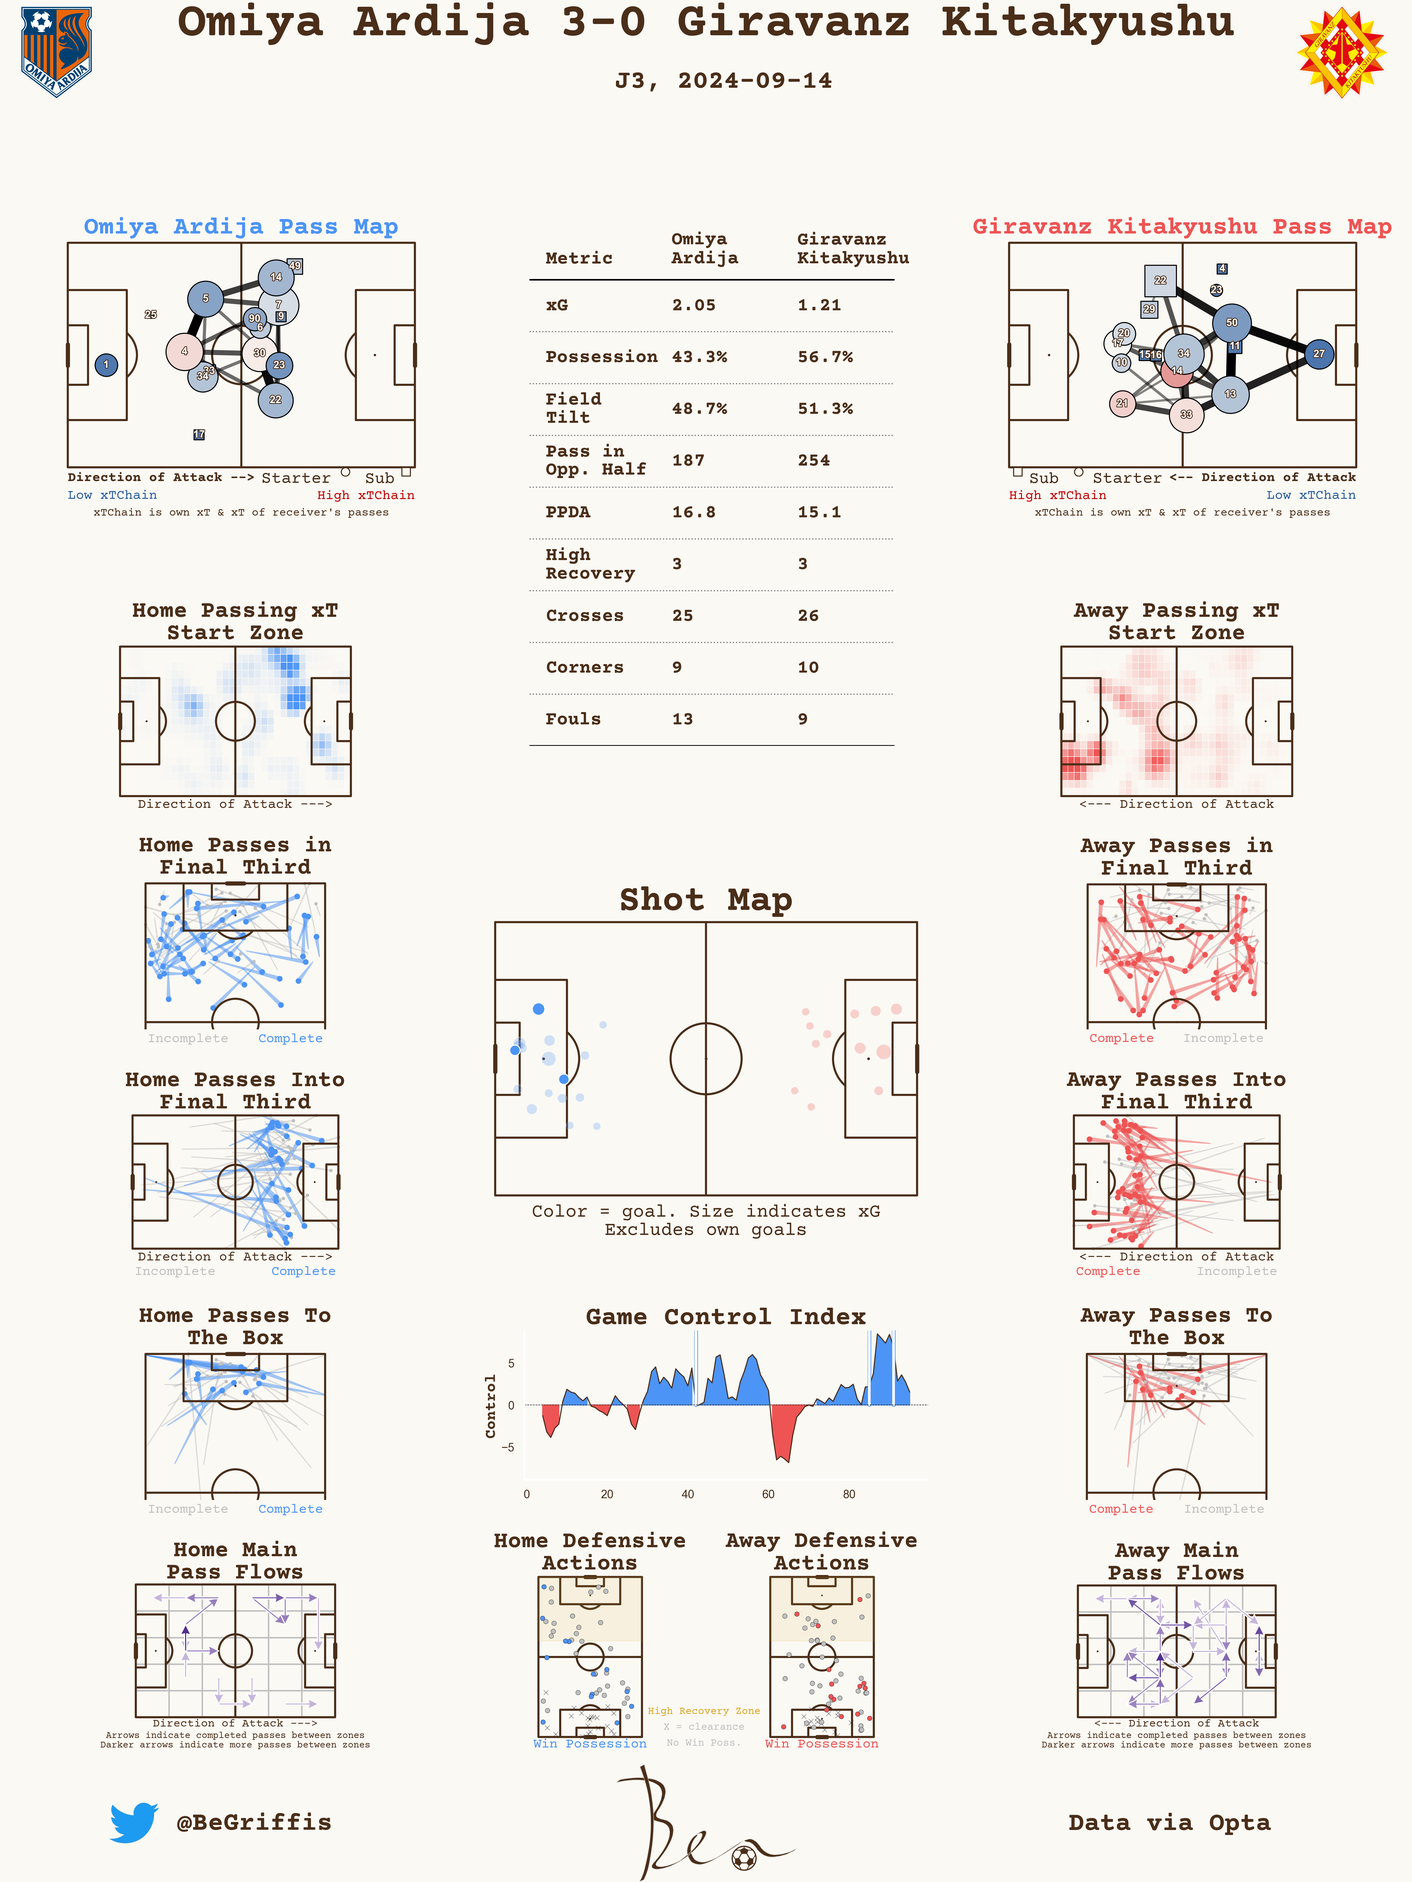 Omiya Ardija 3-0 Giravanz Kitakyushu
J3, 2024-09-14
OMIYA ARDIJA
GIRAVANZ
KITAKYUSHU
Omiya Ardija Pass Map
49
14
5
7
25
90
9
6
4
30
1
23
33
34
22
17
Direction of Attack --> Starter Sub
Low xTChain High xTChain
xTChain is own xT & xT of receiver's passes
Metric Omiya Ardija Giravanz Kitakyushu
xG 2.05 1.21
Possession 43.3% 56.7%
Field Tilt 48.7% 51.3%
Pass in Opp. Half 187 254
PPDA 16.8 15.1
High Recovery 3 3
Crosses 25 26
Corners 9 10
Fouls 13 9
Giravanz Kitakyushu Pass Map
4
22
23
29
50
20
17
11
15
16
34
27
10
14
13
21
33
Sub Starter <-- Direction of Attack
High xTChain Low xTChain
xTChain is own xT & xT of receiver's passes
Home Passing xT
Start Zone
Direction of Attack --->
Away Passing xT
Start Zone
<--- Direction of Attack
Home Passes in
Final Third
Incomplete Complete
Shot Map
Color = goal. Size indicates xG
Excludes own goals
Away Passes in
Final Third
Complete Incomplete
Home Passes Into
Final Third
Direction of Attack --->
Incomplete Complete
Away Passes Into
Final Third
<--- Direction of Attack
Complete Incomplete
Home Passes To
The Box
Incomplete Complete
Game Control Index
Control
5
0
−5
0 20 40 60 80
Away Passes To
The Box
Complete Incomplete
Home Main
Pass Flows
Direction of Attack --->
Arrows indicate completed passes between zones
Darker arrows indicate more passes between zones
Home Defensive
Actions
Win Possession
High Recovery Zone
X = clearance
No Win Poss.
Away Defensive
Actions
Win Possession
Away Main
Pass Flows
<--- Direction of Attack
Arrows indicate completed passes between zones
Darker arrows indicate more passes between zones
@BeGriffis
Ben
Data via Opta